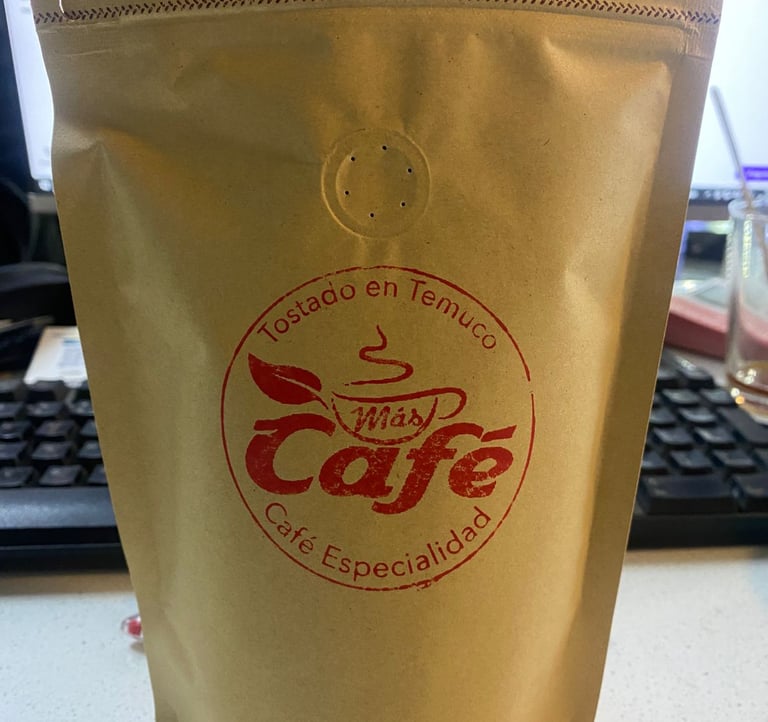 Tostado en Temuco
Más
Café
Café Especialidad